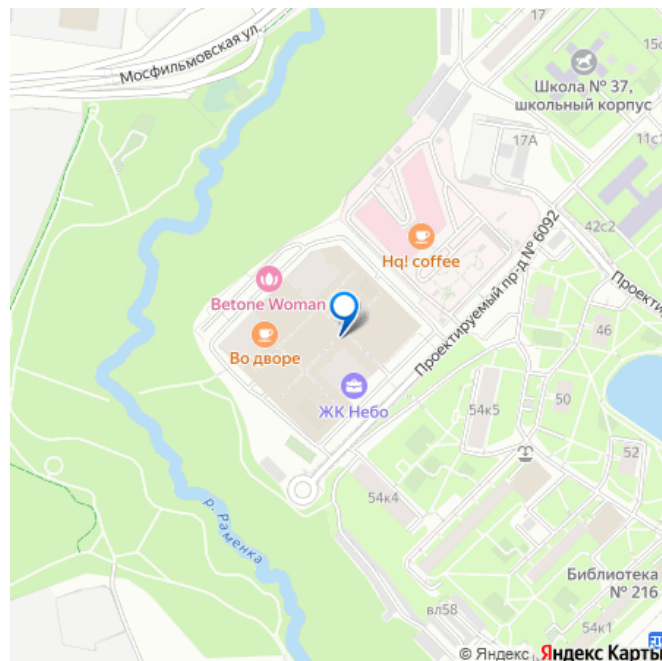 Мосфильмовская ул.
17
15с
Школа № 37,
школьный корпус
17А
11с1
42с2
Hq! coffee
Проектируемый пр-д № 6092
Betone Woman
Во дворе
46
ЖК Небо
50
54к5
52
54к4
р. Раменка
Библиотека
№ 216
вл58
54к1
© Яндекс Яндекс Карты